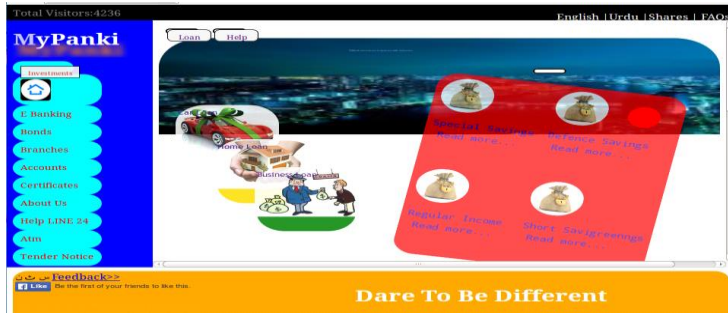 Total Visitors:4236
English |Urdu |Shares | FAQs
MyPanki
Loan
Help
Investments
E Banking
Bonds
Branches
Accounts
Certificates
About Us
Help LINE 24
Atm
Tender Notice
Home Loan
Business Loan
Special Savings
Read more...
Defence Savings
Read more...
Regular Income
Read more...
Short Savigreenngs
Read more...
Feedback>>
Like
Be the first of your friends to like this.
Dare To Be Different